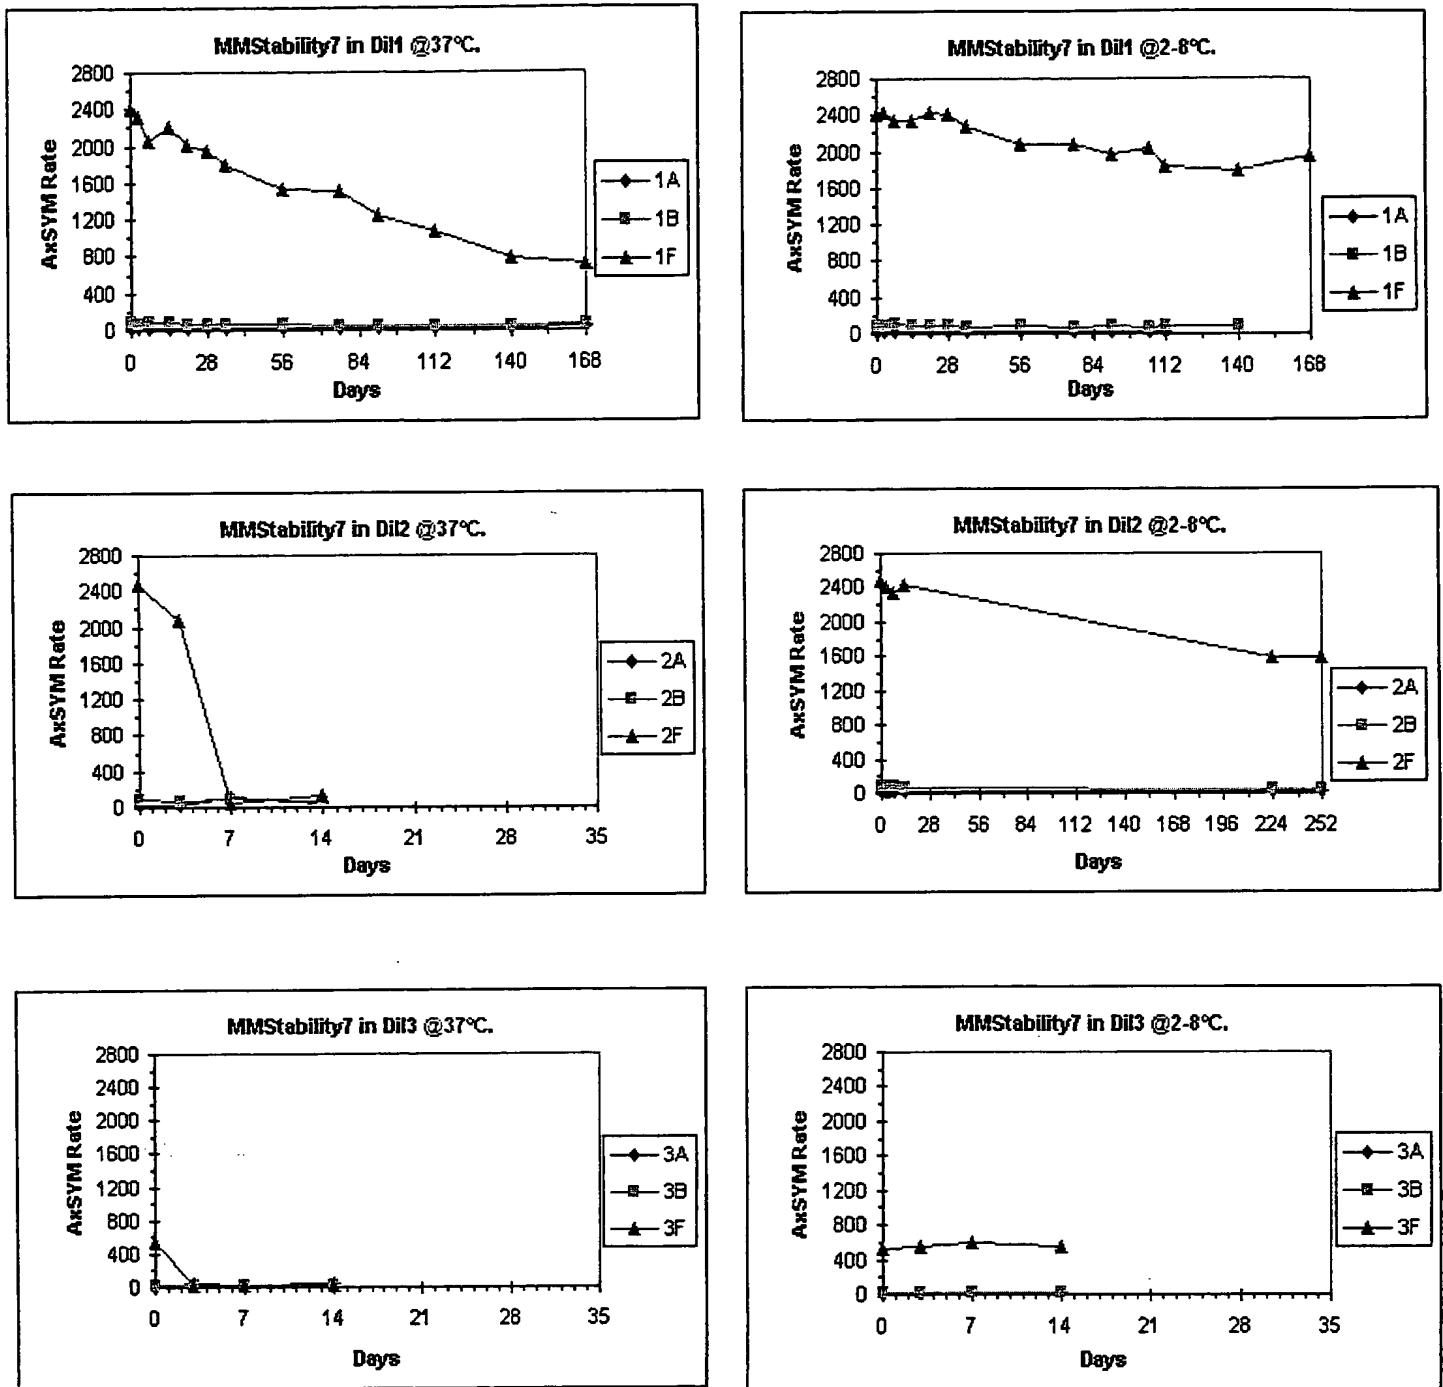 MMStability7 in Dil1 @37°C.
2800
2400
2000
1600
1200
800
400
0
AxSYM Rate
0 28 56 84 112 140 168
Days
1A
1B
1F
MMStability7 in Dil1 @2-8°C.
2800
2400
2000
1600
1200
800
400
0
AxSYM Rate
0 28 56 84 112 140 168
Days
1A
1B
1F
MMStability7 in Dil2 @37°C.
2800
2400
2000
1600
1200
800
400
0
AxSYM Rate
0 7 14 21 28 35
Days
2A
2B
2F
MMStability7 in Dil2 @2-8°C.
2800
2400
2000
1600
1200
800
400
0
AxSYM Rate
0 28 56 84 112 140 168 196 224 252
Days
2A
2B
2F
MMStability7 in Dil3 @37°C.
2800
2400
2000
1600
1200
800
400
0
AxSYM Rate
0 7 14 21 28 35
Days
3A
3B
3F
MMStability7 in Dil3 @2-8°C.
2800
2400
2000
1600
1200
800
400
0
AxSYM Rate
0 7 14 21 28 35
Days
3A
3B
3F